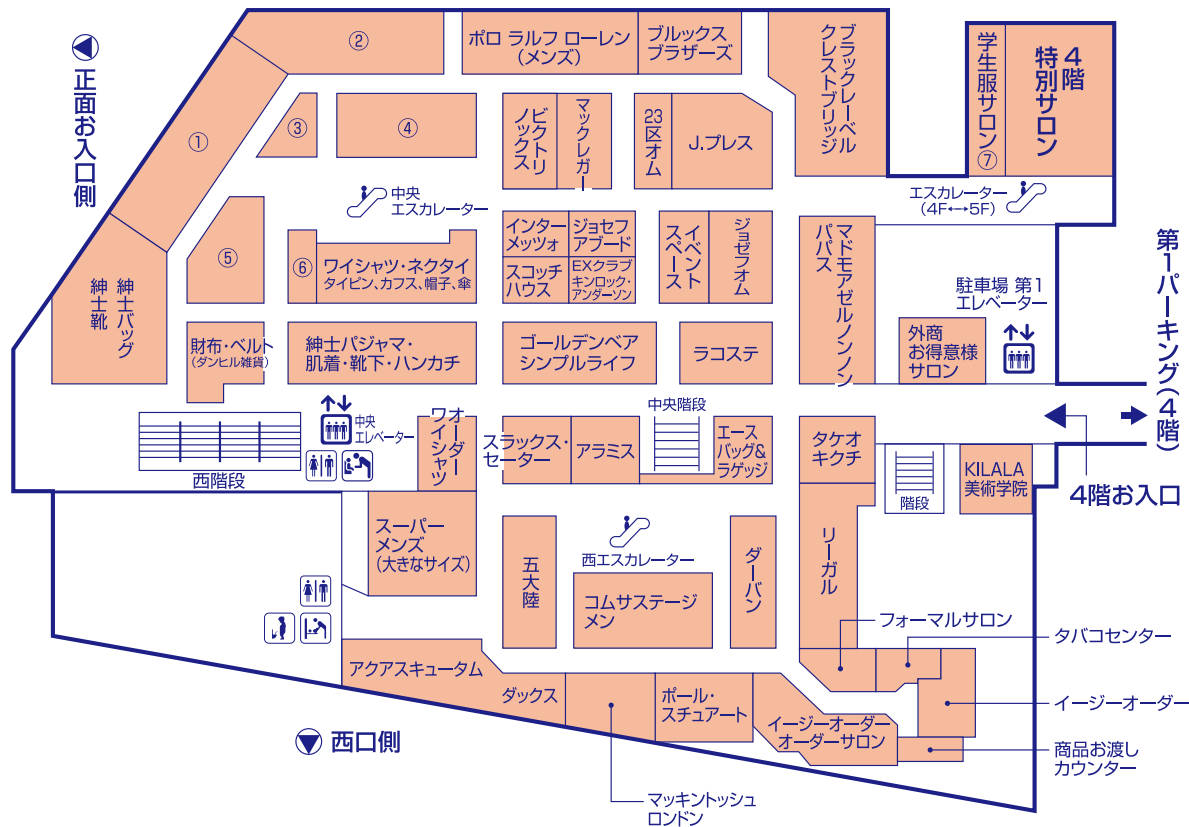 正面お入口側
①
②
③
④
⑤
⑥
ポロ ラルフ ローレン
（メンズ）
ブルックス
ブラザーズ
ブラックレーベル
クレストブリッジ
学生服サロン⑦
4階
特別サロン
ビクトリ
ノックス
マックレガー
23区オム
J.プレス
中央
エスカレーター
エスカレーター
（4F↔5F）
インター
メッツォ
ジョセフ
アブード
スコッチ
ハウス
EXクラブ
キンロック・
アンダーソン
イベント
スペース
ジョゼフオム
マドモアゼルノンノン
パパス
ワイシャツ・ネクタイ
タイピン、カフス、帽子、傘
紳士バッグ
紳士靴
財布・ベルト
（ダンヒル雑貨）
紳士パジャマ・
肌着・靴下・ハンカチ
ゴールデンベア
シンプルライフ
ラコステ
駐車場 第1
エレベーター
外商
お得意様
サロン
第1パーキング（4階）
4階お入口
中央
エレベーター
西階段
オーダー
ワイシャツ
スラックス・
センター
アラミス
中央階段
エース
バッグ&
ラゲッジ
タケオ
キクチ
階段
KILALA
美術学院
スーパー
メンズ
（大きなサイズ）
五大陸
西エスカレーター
コムサステージ
メン
ダーバン
リーガル
フォーマルサロン
タバコセンター
イージーオーダー
商品お渡し
カウンター
アクアスキュータム
ダックス
ポール・
スチュアート
イージーオーダー
オーダーサロン
マッキントッシュ
ロンドン
西口側